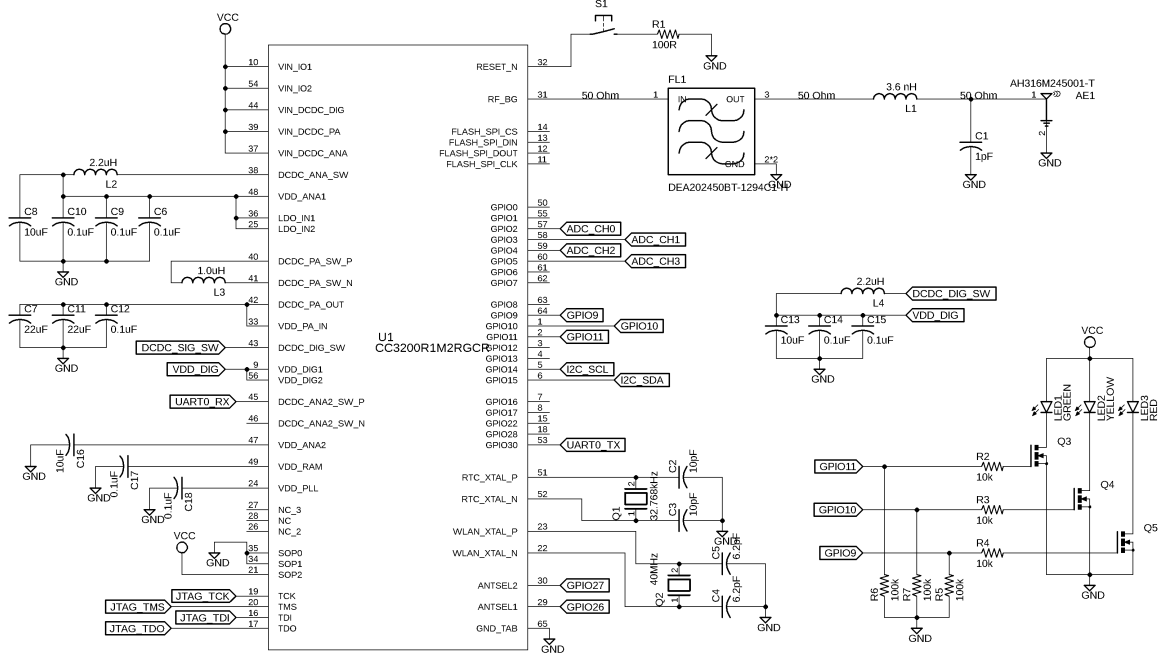 S1
VCC
R1
100R
GND
10 VIN_IO1
RESET_N 32
54 VIN_IO2
44 VIN_DCDC_DIG
39 VIN_DCDC_PA
37 VIN_DCDC_ANA
38 DCDC_ANA_SW
48 VDD_ANA1
36 LDO_IN1
25 LDO_IN2
40 DCDC_PA_SW_P
41 DCDC_PA_SW_N
42 DCDC_PA_OUT
33 VDD_PA_IN
43 DCDC_DIG_SW
9 VDD_DIG1
56 VDD_DIG2
45 DCDC_ANA2_SW_P
46 DCDC_ANA2_SW_N
47 VDD_ANA2
49 VDD_RAM
24 VDD_PLL
27 NC_3
28 NC
26 NC_2
35 SOP0
34 SOP1
21 SOP2
19 TCK
20 TMS
16 TDI
17 TDO
U1
CC3200R1M2RGCR
RF_BG 31
FLASH_SPI_CS 14
FLASH_SPI_DIN 13
FLASH_SPI_DOUT 12
FLASH_SPI_CLK 11
GPIO0 50
GPIO1 55
GPIO2 57 ADC_CH0
GPIO3 58 ADC_CH1
GPIO4 59 ADC_CH2
GPIO5 60 ADC_CH3
GPIO6 61
GPIO7 62
GPIO8 63
GPIO9 64 GPIO9
GPIO10 1 GPIO10
GPIO11 2 GPIO11
GPIO12 3
GPIO13 4
GPIO14 5 I2C_SCL
GPIO15 6 I2C_SDA
GPIO16 7
GPIO17 8
GPIO22 15
GPIO28 18
GPIO30 53 UART0_TX
RTC_XTAL_P 51
RTC_XTAL_N 52
WLAN_XTAL_P 23
WLAN_XTAL_N 22
ANTSEL2 30 GPIO27
ANTSEL1 29 GPIO26
GND_TAB 65
GND
50 Ohm
FL1
1 IN OUT 3
GND 2*2
GND
DEA202450BT-1294C1-H
50 Ohm
3.6 nH
L1
50 Ohm
AH316M245001-T
1 AE1
2
GND
C1
1pF
GND
2.2uH
L2
C8
10uF
C10
0.1uF
C9
0.1uF
C6
0.1uF
GND
1.0uH
L3
C7
22uF
C11
22uF
C12
0.1uF
GND
DCDC_SIG_SW
VDD_DIG
UART0_RX
10uF
C16
GND
0.1uF
C17
GND
0.1uF
C18
GND
VCC
GND
JTAG_TCK
JTAG_TMS
JTAG_TDI
JTAG_TDO
Q1
1
2
32.768kHz
C2
10pF
C3
10pF
GND
Q2
40MHz
1
2
C5
6.2pF
C4
6.2pF
GND
2.2uH
L4
DCDC_DIG_SW
VDD_DIG
C13
10uF
C14
0.1uF
C15
0.1uF
GND
VCC
LED1
GREEN
LED2
YELLOW
LED3
RED
Q3
Q4
Q5
GPIO11
R2
10k
GPIO10
R3
10k
GPIO9
R4
10k
R6
100k
R7
100k
R5
100k
GND
GND